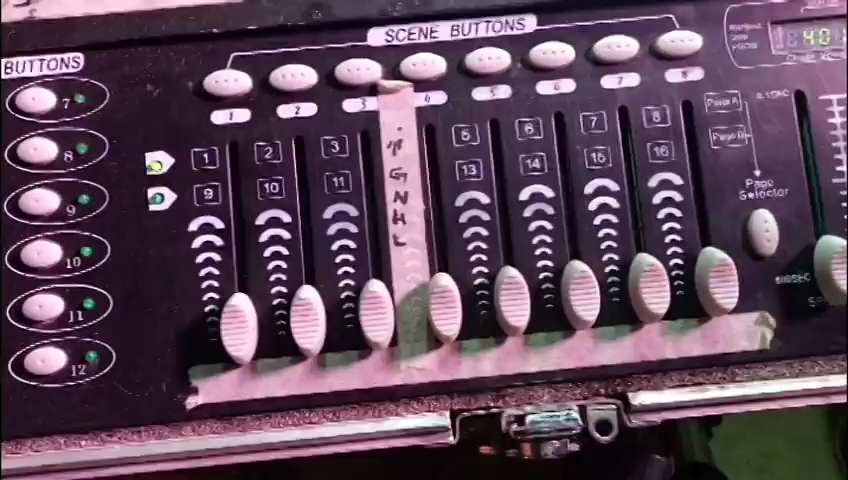 SCENE BUTTONS
BUTTONS
40
7
8
9
10
11
12
1 2 3 4 5 6 7 8
1 2 3 5 6 7 8
9 10 11 13 14 15 16
G
N
H
L
Page A
Page B
Page
Selector